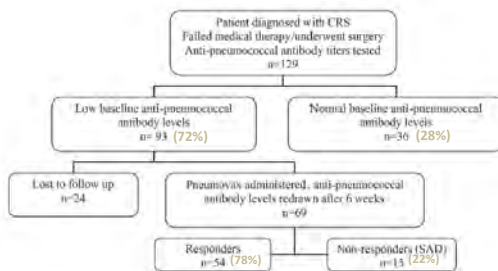 Patient diagnosed with CRS
Failed medical therapy/underwent surgery
Anti-pneumococcal antibody titers tested
n=129
Low baseline anti-pneumococcal
antibody levels
n= 93 (72%)
Normal baseline anti-pneumococcal
antibody levels
n=36 (28%)
Lost to follow up
n=24
Pneumovax administered, anti-pneumococcal
antibody levels redrawn after 6 weeks
n=69
Responders
n=54 (78%)
Non-responders (SAD)
n=15 (22%)